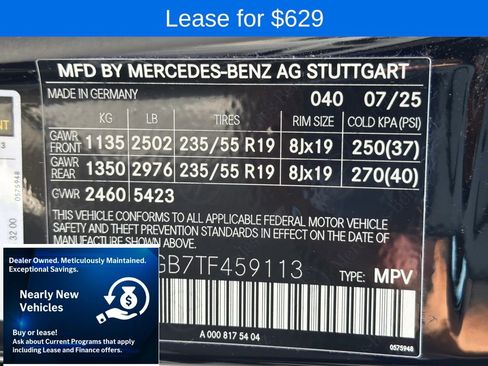 Lease for $629
MFD BY MERCEDES-BENZ AG STUTTGART
MADE IN GERMANY 040 07/25
KG LB TIRES RIM SIZE COLD KPA(PSI)
GAWR FRONT 1135 2502 235/55 R19 8Jx19 250(37)
GAWR REAR 1350 2976 235/55 R19 8Jx19 270(40)
GVWR 2460 5423
THIS VEHICLE CONFORMS TO ALL APPLICABLE FEDERAL MOTOR VEHICLE
SAFETY, BUMPER, AND THEFT PREVENTION STANDARDS IN EFFECT
ON THE DATE OF MANUFACTURE SHOWN ABOVE.
GB7TF459113 TYPE: MPV
A 000 817 54 04
0575948
0575948
32 00
Dealer Owned. Meticulously Maintained.
Exceptional Savings.
Nearly New
Vehicles
Buy or lease!
Ask about Current Programs that apply
including Lease and Finance offers.